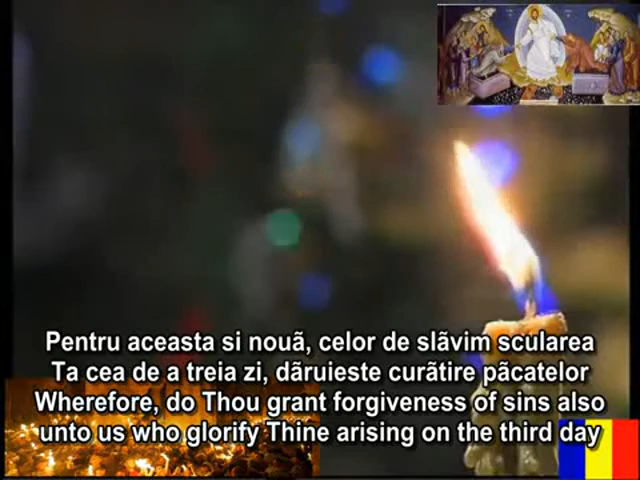 Pentru aceasta si nouã, celor de slãvim scularea
Ta cea de a treia zi, dãruieste curãtire pãcatelor
Wherefore, do Thou grant forgiveness of sins also
unto us who glorify Thine arising on the third day